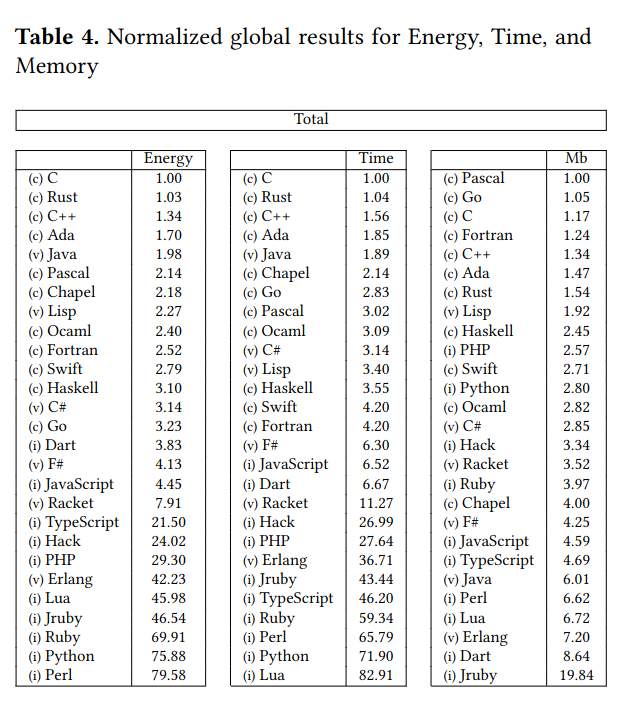 Table 4. Normalized global results for Energy, Time, and
Memory
Total
Energy
(c) C 1.00
(c) Rust 1.03
(c) C++ 1.34
(c) Ada 1.70
(v) Java 1.98
(c) Pascal 2.14
(c) Chapel 2.18
(v) Lisp 2.27
(c) Ocaml 2.40
(c) Fortran 2.52
(c) Swift 2.79
(c) Haskell 3.10
(v) C# 3.14
(c) Go 3.23
(i) Dart 3.83
(v) F# 4.13
(i) JavaScript 4.45
(v) Racket 7.91
(i) TypeScript 21.50
(i) Hack 24.02
(i) PHP 29.30
(v) Erlang 42.23
(i) Lua 45.98
(i) Jruby 46.54
(i) Ruby 69.91
(i) Python 75.88
(i) Perl 79.58
Time
(c) C 1.00
(c) Rust 1.04
(c) C++ 1.56
(c) Ada 1.85
(v) Java 1.89
(c) Chapel 2.14
(c) Go 2.83
(c) Pascal 3.02
(c) Ocaml 3.09
(v) C# 3.14
(v) Lisp 3.40
(c) Haskell 3.55
(c) Swift 4.20
(c) Fortran 4.20
(v) F# 6.30
(i) JavaScript 6.52
(i) Dart 6.67
(v) Racket 11.27
(i) Hack 26.99
(i) PHP 27.64
(v) Erlang 36.71
(i) Jruby 43.44
(i) TypeScript 46.20
(i) Ruby 59.34
(i) Perl 65.79
(i) Python 71.90
(i) Lua 82.91
Mb
(c) Pascal 1.00
(c) Go 1.05
(c) C 1.17
(c) Fortran 1.24
(c) C++ 1.34
(c) Ada 1.47
(c) Rust 1.54
(v) Lisp 1.92
(c) Haskell 2.45
(i) PHP 2.57
(c) Swift 2.71
(i) Python 2.80
(c) Ocaml 2.82
(v) C# 2.85
(i) Hack 3.34
(v) Racket 3.52
(i) Ruby 3.97
(c) Chapel 4.00
(v) F# 4.25
(i) JavaScript 4.59
(i) TypeScript 4.69
(v) Java 6.01
(i) Perl 6.62
(i) Lua 6.72
(v) Erlang 7.20
(i) Dart 8.64
(i) Jruby 19.84